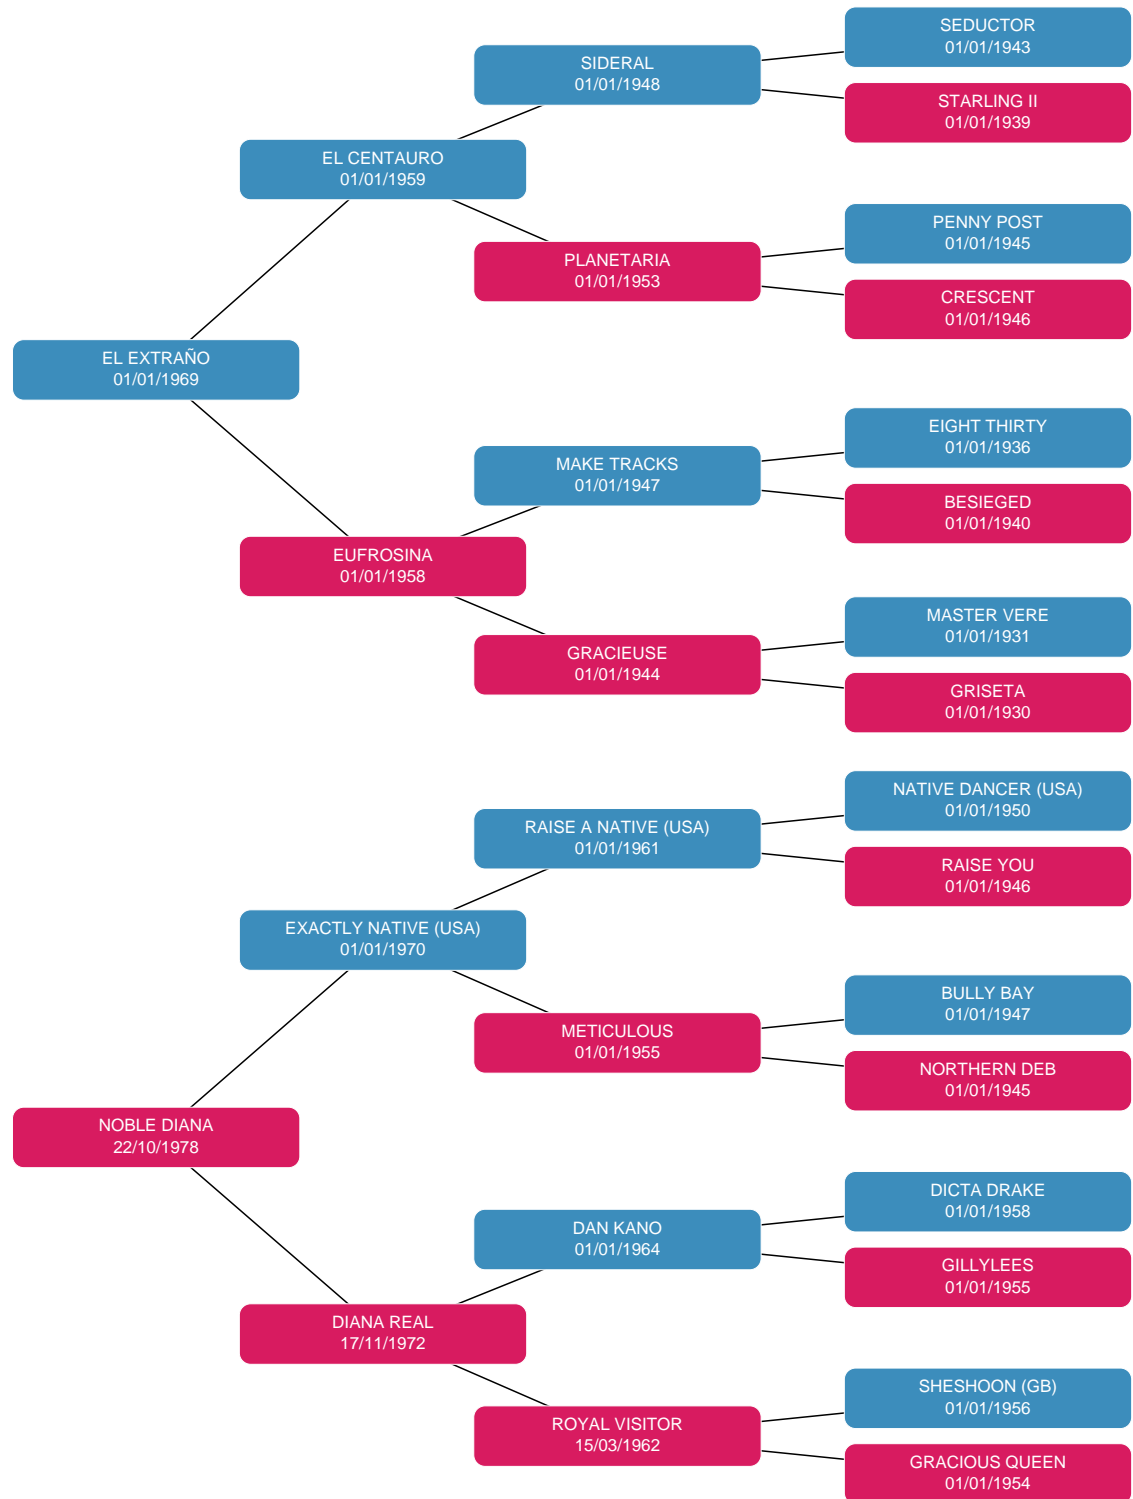 SEDUCTOR
01/01/1943
SIDERAL
01/01/1948
STARLING II
01/01/1939
EL CENTAURO
01/01/1959
PENNY POST
01/01/1945
PLANETARIA
01/01/1953
CRESCENT
01/01/1946
EL EXTRAÑO
01/01/1969
EIGHT THIRTY
01/01/1936
MAKE TRACKS
01/01/1947
BESIEGED
01/01/1940
EUFROSINA
01/01/1958
MASTER VERE
01/01/1931
GRACIEUSE
01/01/1944
GRISETA
01/01/1930
NATIVE DANCER (USA)
01/01/1950
RAISE A NATIVE (USA)
01/01/1961
RAISE YOU
01/01/1946
EXACTLY NATIVE (USA)
01/01/1970
BULLY BAY
01/01/1947
METICULOUS
01/01/1955
NORTHERN DEB
01/01/1945
NOBLE DIANA
22/10/1978
DICTA DRAKE
01/01/1958
DAN KANO
01/01/1964
GILLYLEES
01/01/1955
DIANA REAL
17/11/1972
SHESHOON (GB)
01/01/1956
ROYAL VISITOR
15/03/1962
GRACIOUS QUEEN
01/01/1954